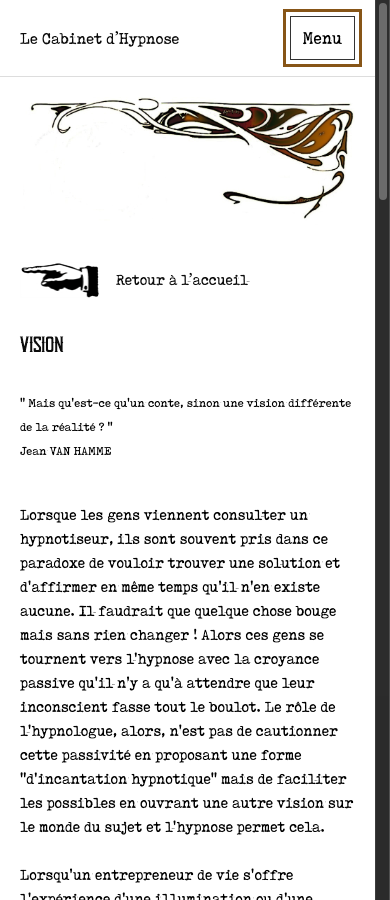 Le Cabinet d'Hypnose
Menu
Retour à l'accueil
VISION
" Mais qu'est-ce qu'un conte, sinon une vision différente
de la réalité ? "
Jean VAN HAMME
Lorsque les gens viennent consulter un
hypnotiseur, ils sont souvent pris dans ce
paradoxe de vouloir trouver une solution et
d'affirmer en même temps qu'il n'en existe
aucune. Il faudrait que quelque chose bouge
mais sans rien changer ! Alors ces gens se
tournent vers l'hypnose avec la croyance
passive qu'il n'y a qu'à attendre que leur
inconscient fasse tout le boulot. Le rôle de
l'hypnologue, alors, n'est pas de cautionner
cette passivité en proposant une forme
"d'incantation hypnotique" mais de faciliter
les possibles en ouvrant une autre vision sur
le monde du sujet et l'hypnose permet cela.
Lorsqu'un entrepreneur de vie s'offre
l'expérience d'une illumination ou d'une